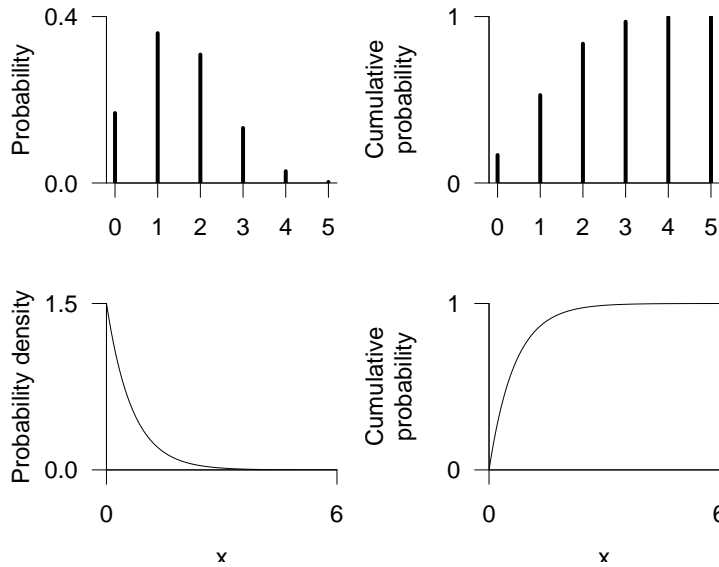 0.4
Probability
0.0
0 1 2 3 4 5
1
Cumulative
probability
0
0 1 2 3 4 5
1.5
Probability density
0.0
0 6
x
1
Cumulative
probability
0
0 6
x